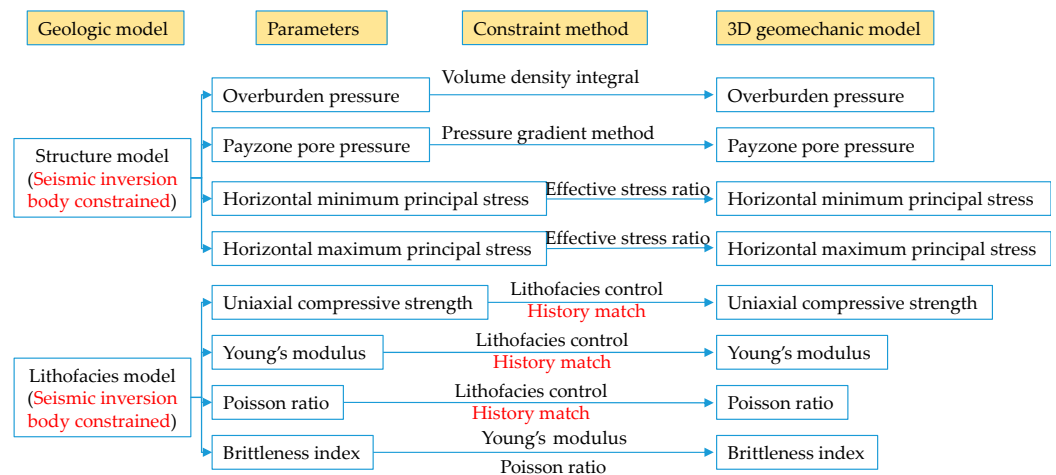 Geologic model
Parameters
Constraint method
3D geomechanic model
Structure model
(Seismic inversion
body constrained)
Overburden pressure
Volume density integral
Overburden pressure
Payzone pore pressure
Pressure gradient method
Payzone pore pressure
Horizontal minimum principal stress
Effective stress ratio
Horizontal minimum principal stress
Horizontal maximum principal stress
Effective stress ratio
Horizontal maximum principal stress
Lithofacies model
(Seismic inversion
body constrained)
Uniaxial compressive strength
Lithofacies control
History match
Uniaxial compressive strength
Young's modulus
Lithofacies control
History match
Young's modulus
Poisson ratio
Lithofacies control
History match
Poisson ratio
Brittleness index
Young's modulus
Poisson ratio
Brittleness index